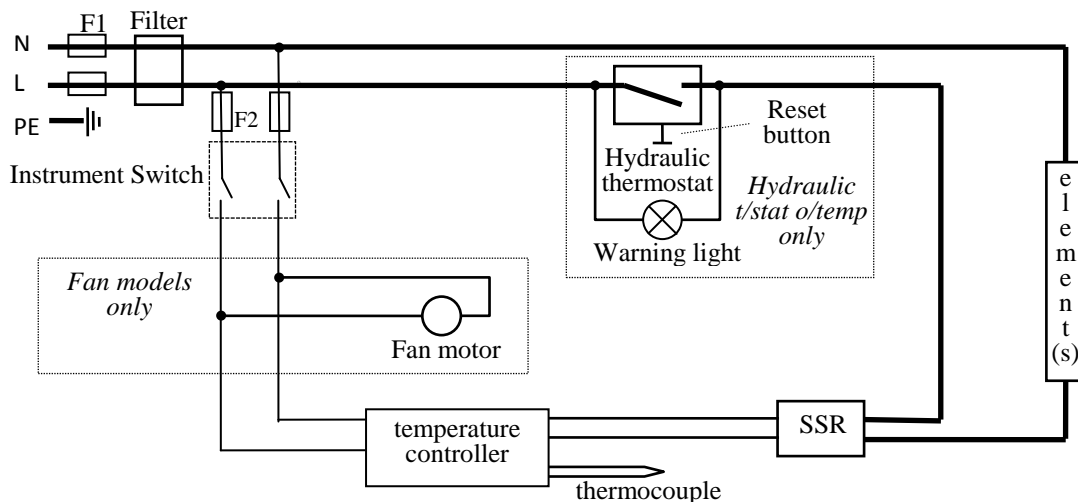 F1
Filter
N
L
PE
F2
Instrument Switch
Reset
button
Hydraulic
thermostat
Hydraulic
t/stat o/temp
only
Warning light
element(s)
Fan models
only
Fan motor
temperature
controller
SSR
thermocouple